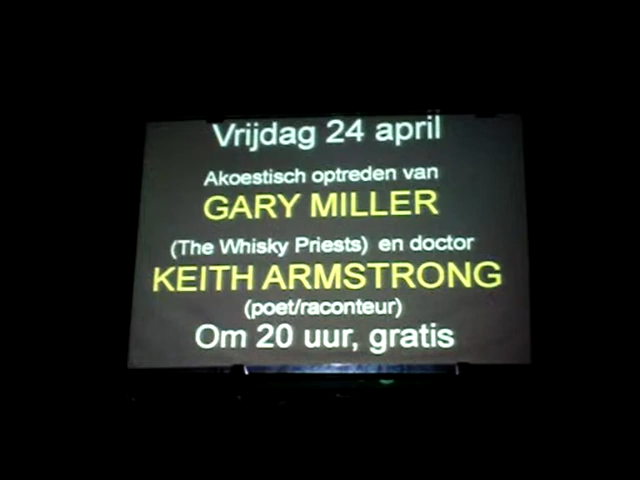 Vrijdag 24 april
Akoestisch optreden van
GARY MILLER
(The Whisky Priests) en doctor
KEITH ARMSTRONG
(poet/raconteur)
Om 20 uur, gratis